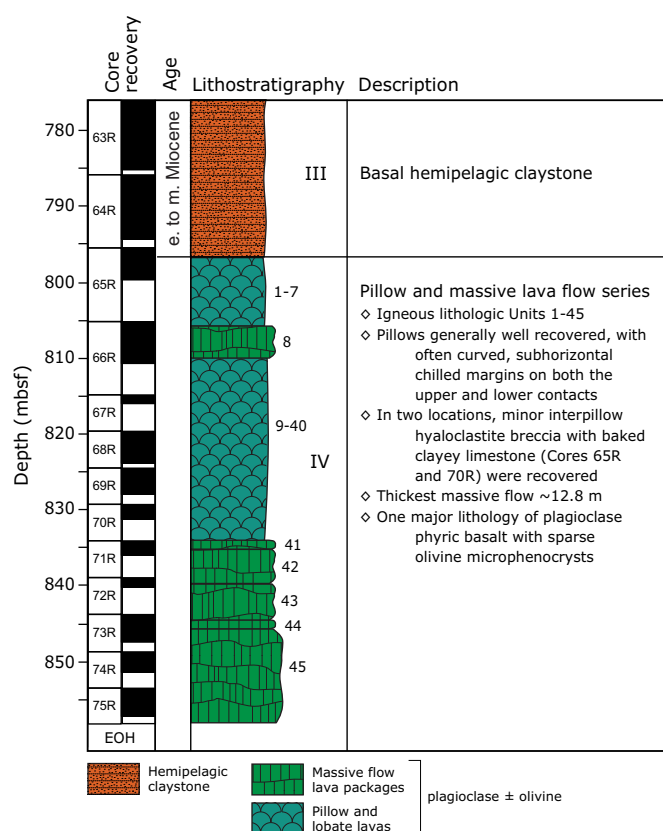 Core recovery
Age
Lithostratigraphy
Description
Depth (mbsf)
780
790
800
810
820
830
840
850
63R
64R
65R
66R
67R
68R
69R
70R
71R
72R
73R
74R
75R
EOH
e. to m. Miocene
III
Basal hemipelagic claystone
IV
1-7
8
9-40
41
42
43
44
45
Pillow and massive lava flow series
◊ Igneous lithologic Units 1-45
◊ Pillows generally well recovered, with
often curved, subhorizontal
chilled margins on both the
upper and lower contacts
◊ In two locations, minor interpillow
hyaloclastite breccia with baked
clayey limestone (Cores 65R
and 70R) were recovered
◊ Thickest massive flow ~12.8 m
◊ One major lithology of plagioclase
phyric basalt with sparse
olivine microphenocrysts
Hemipelagic
claystone
Massive flow
lava packages
Pillow and
lobate lavas
plagioclase ± olivine